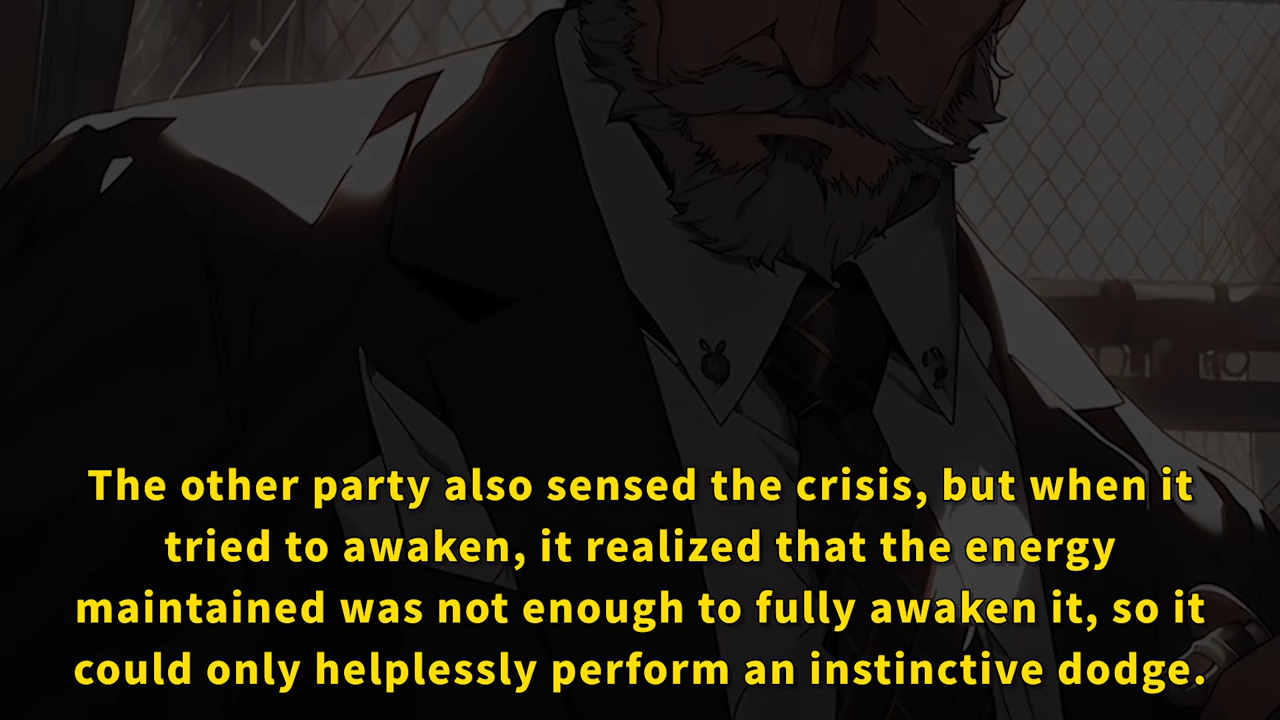 The other party also sensed the crisis, but when it
tried to awaken, it realized that the energy
maintained was not enough to fully awaken it, so it
could only helplessly perform an instinctive dodge.